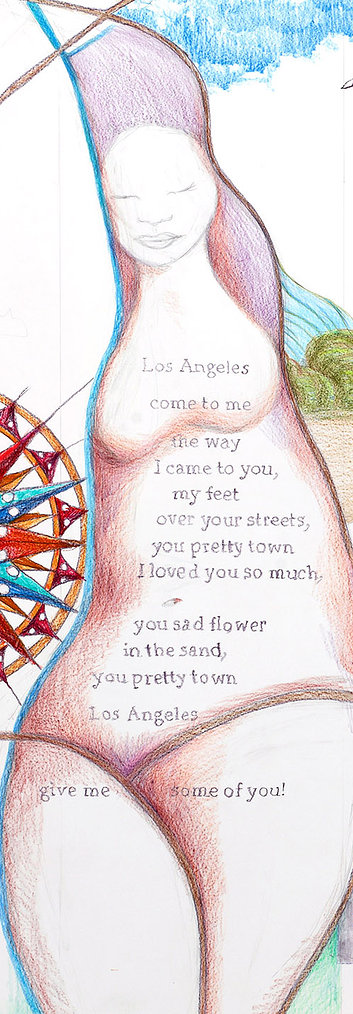 Los Angeles
come to me
the way
I came to you,
my feet
over your streets,
you pretty town
I loved you so much,
you sad flower
in the sand,
you pretty town
Los Angeles
give me some of you!